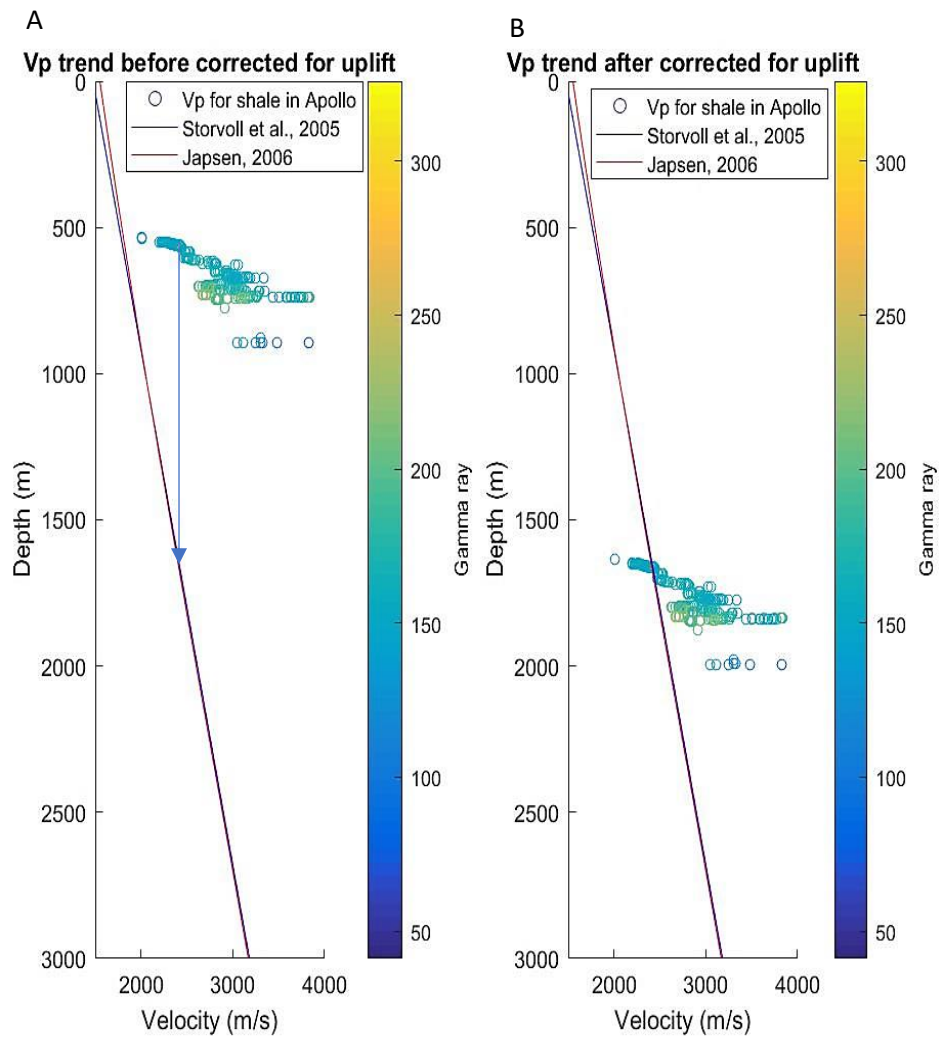 A
Vp trend before corrected for uplift
Vp for shale in Apollo
Storvoll et al., 2005
Japsen, 2006
0
500
1000
1500
2000
2500
3000
Depth (m)
2000
3000
4000
Velocity (m/s)
300
250
200
150
100
50
Gamma ray
B
Vp trend after corrected for uplift
Vp for shale in Apollo
Storvoll et al., 2005
Japsen, 2006
0
500
1000
1500
2000
2500
3000
Depth (m)
2000
3000
4000
Velocity (m/s)
300
250
200
150
100
50
Gamma ray